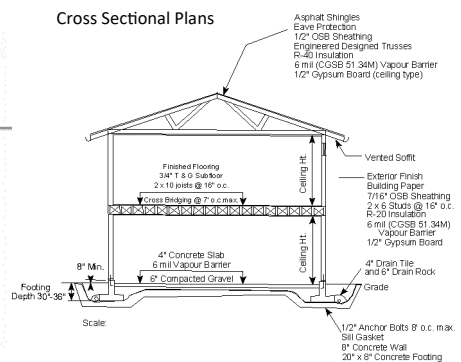 Cross Sectional Plans
Asphalt Shingles
Eave Protection
1/2" OSB Sheathing
Engineered Designed Trusses
R-40 Insulation
6 mil (CGSB 51.34M) Vapour Barrier
1/2" Gypsum Board (ceiling type)
Vented Soffit
Finished Flooring
3/4" T & G Subfloor
2 x 10 joists @ 16" o.c.
Cross Bridging @ 7' o.c.max.
Ceiling Ht.
Exterior Finish
Building Paper
7/16" OSB Sheathing
2 x 6 Studs @ 16" o.c.
R-20 Insulation
6 mil (CGSB 51.34M)
Vapour Barrier
1/2" Gypsum Board
Ceiling Ht.
4" Concrete Slab
6 mil Vapour Barrier
6" Compacted Gravel
8" Min.
Footing
Depth 30"-36"
4" Drain Tile
and 6" Drain Rock
Grade
Scale:
1/2" Anchor Bolts 8' o.c. max.
Sill Gasket
8" Concrete Wall
20" x 8" Concrete Footing